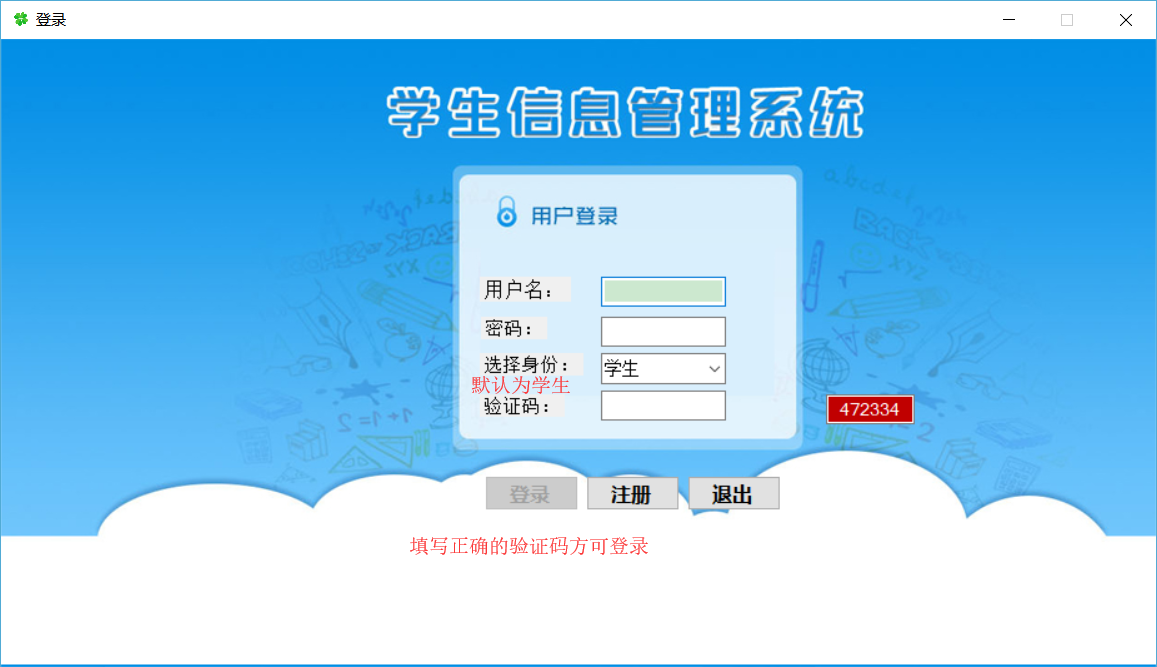 登录
学生信息管理系统
用户登录
用户名：
密码：
选择身份：
学生
默认为学生
验证码：
472334
登录
注册
退出
填写正确的验证码方可登录